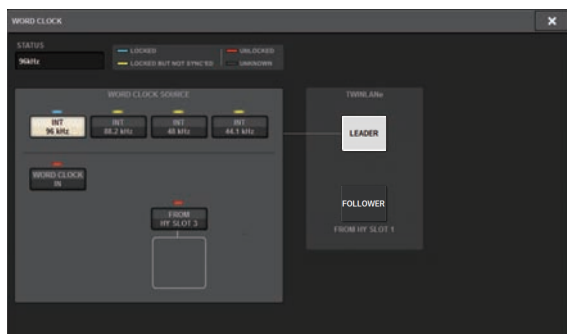 WORD CLOCK
STATUS
96kHz
LOCKED
UNLOCKED
LOCKED BUT NOT SYNC'ED
UNKNOWN
WORD CLOCK SOURCE
TWINLANe
INT
96 kHz
INT
88.2 kHz
INT
48 kHz
INT
44.1 kHz
LEADER
WORD CLOCK
IN
FROM
HY SLOT 3
FOLLOWER
FROM HY SLOT 1